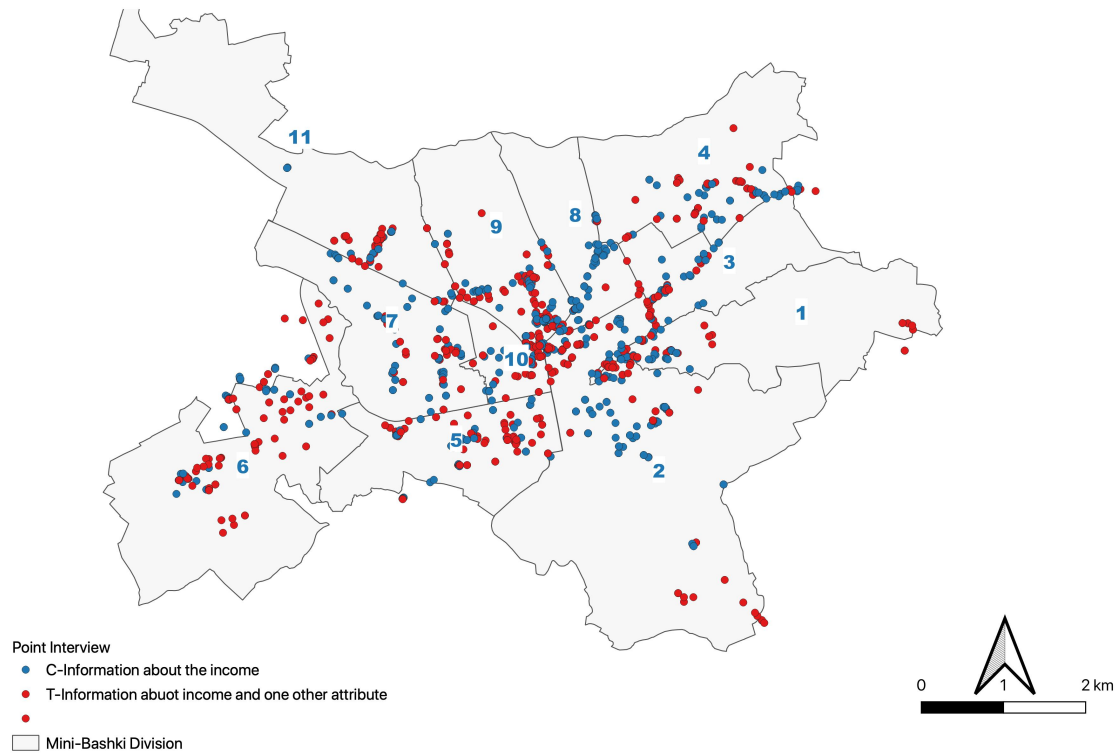 11
4
9
8
3
1
7
10
5
6
2
Point Interview
C-Information about the income
T-Information abuot income and one other attribute
Mini-Bashki Division
0 1 2 km